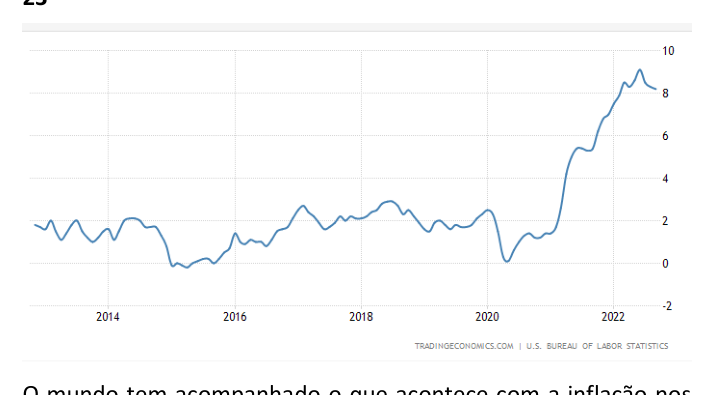 23
10
8
6
4
2
0
-2
2014 2016 2018 2020 2022
TRADINGECONOMICS.COM | U.S. BUREAU OF LABOR STATISTICS
O mundo tem acompanhado o que acontece com a inflação nos